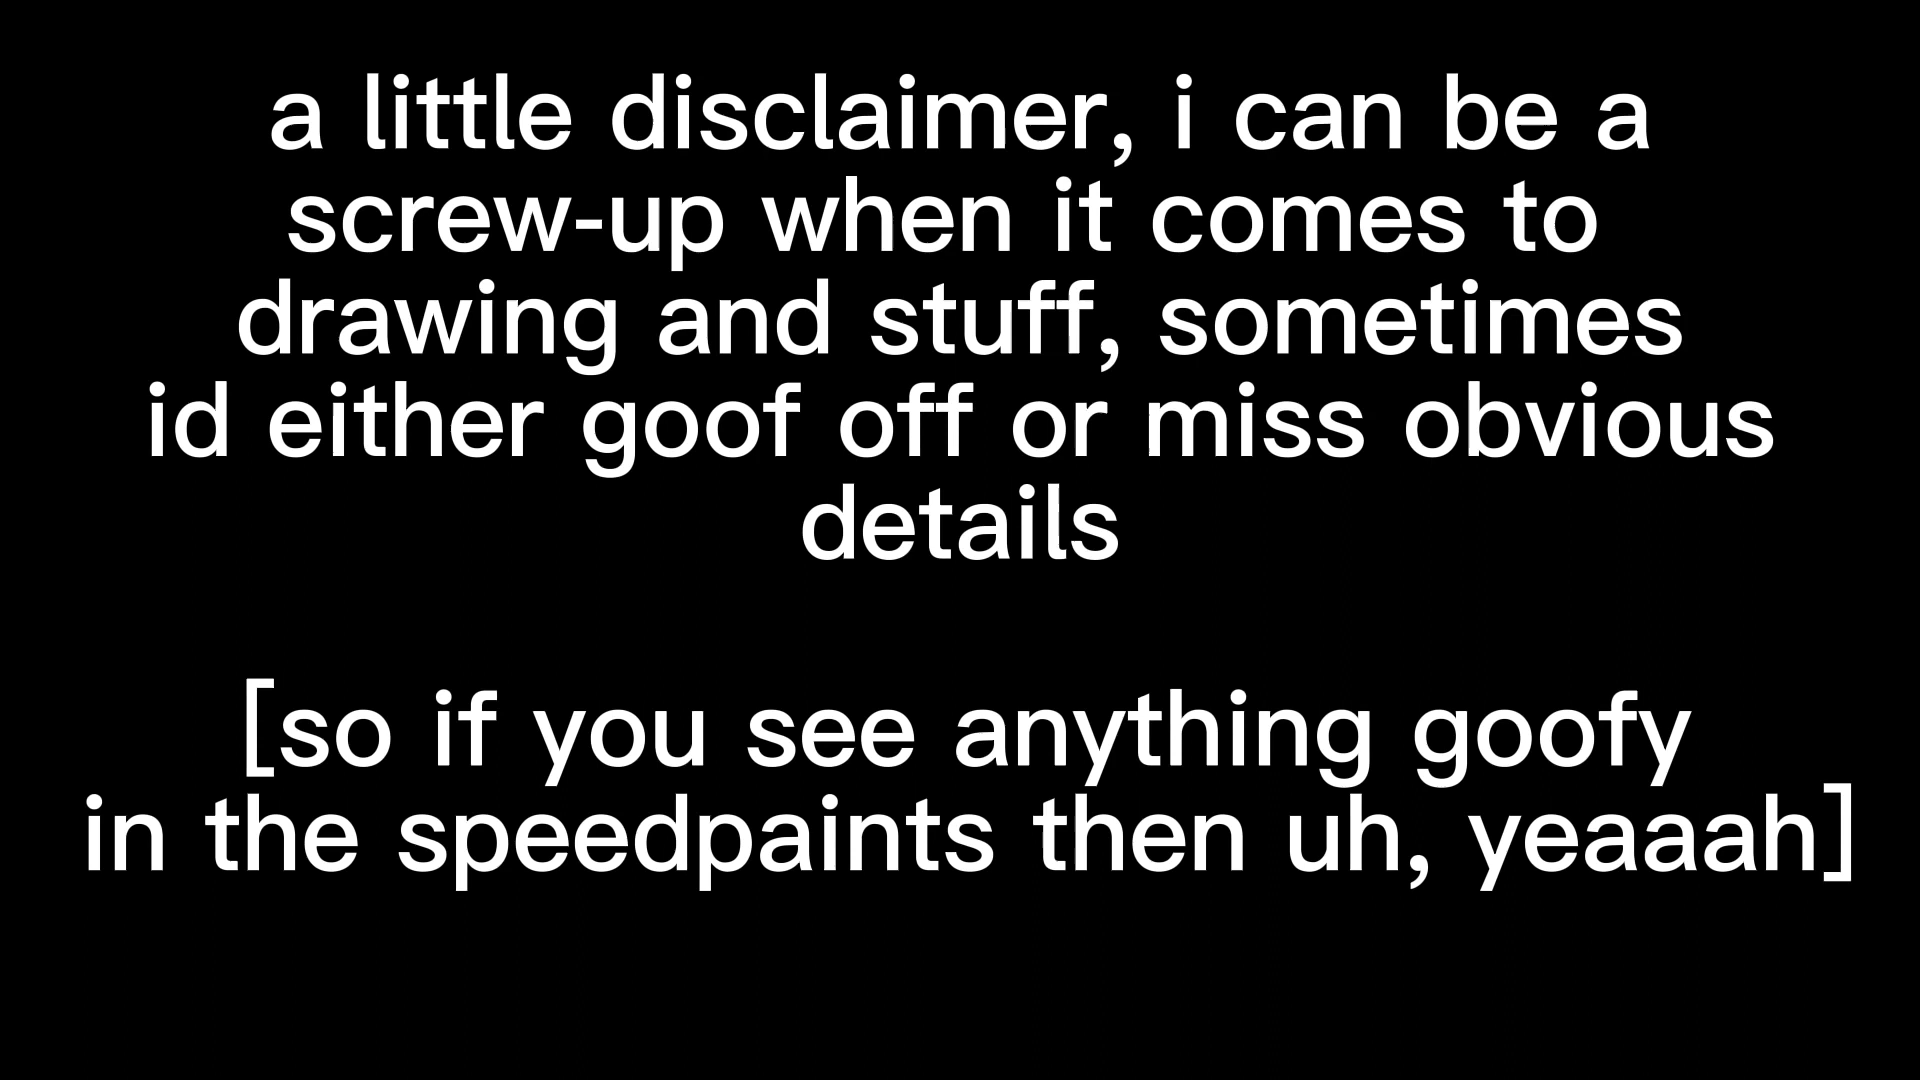 a little disclaimer, i can be a
screw-up when it comes to
drawing and stuff, sometimes
id either goof off or miss obvious
details
[so if you see anything goofy
in the speedpaints then uh, yeaaah]